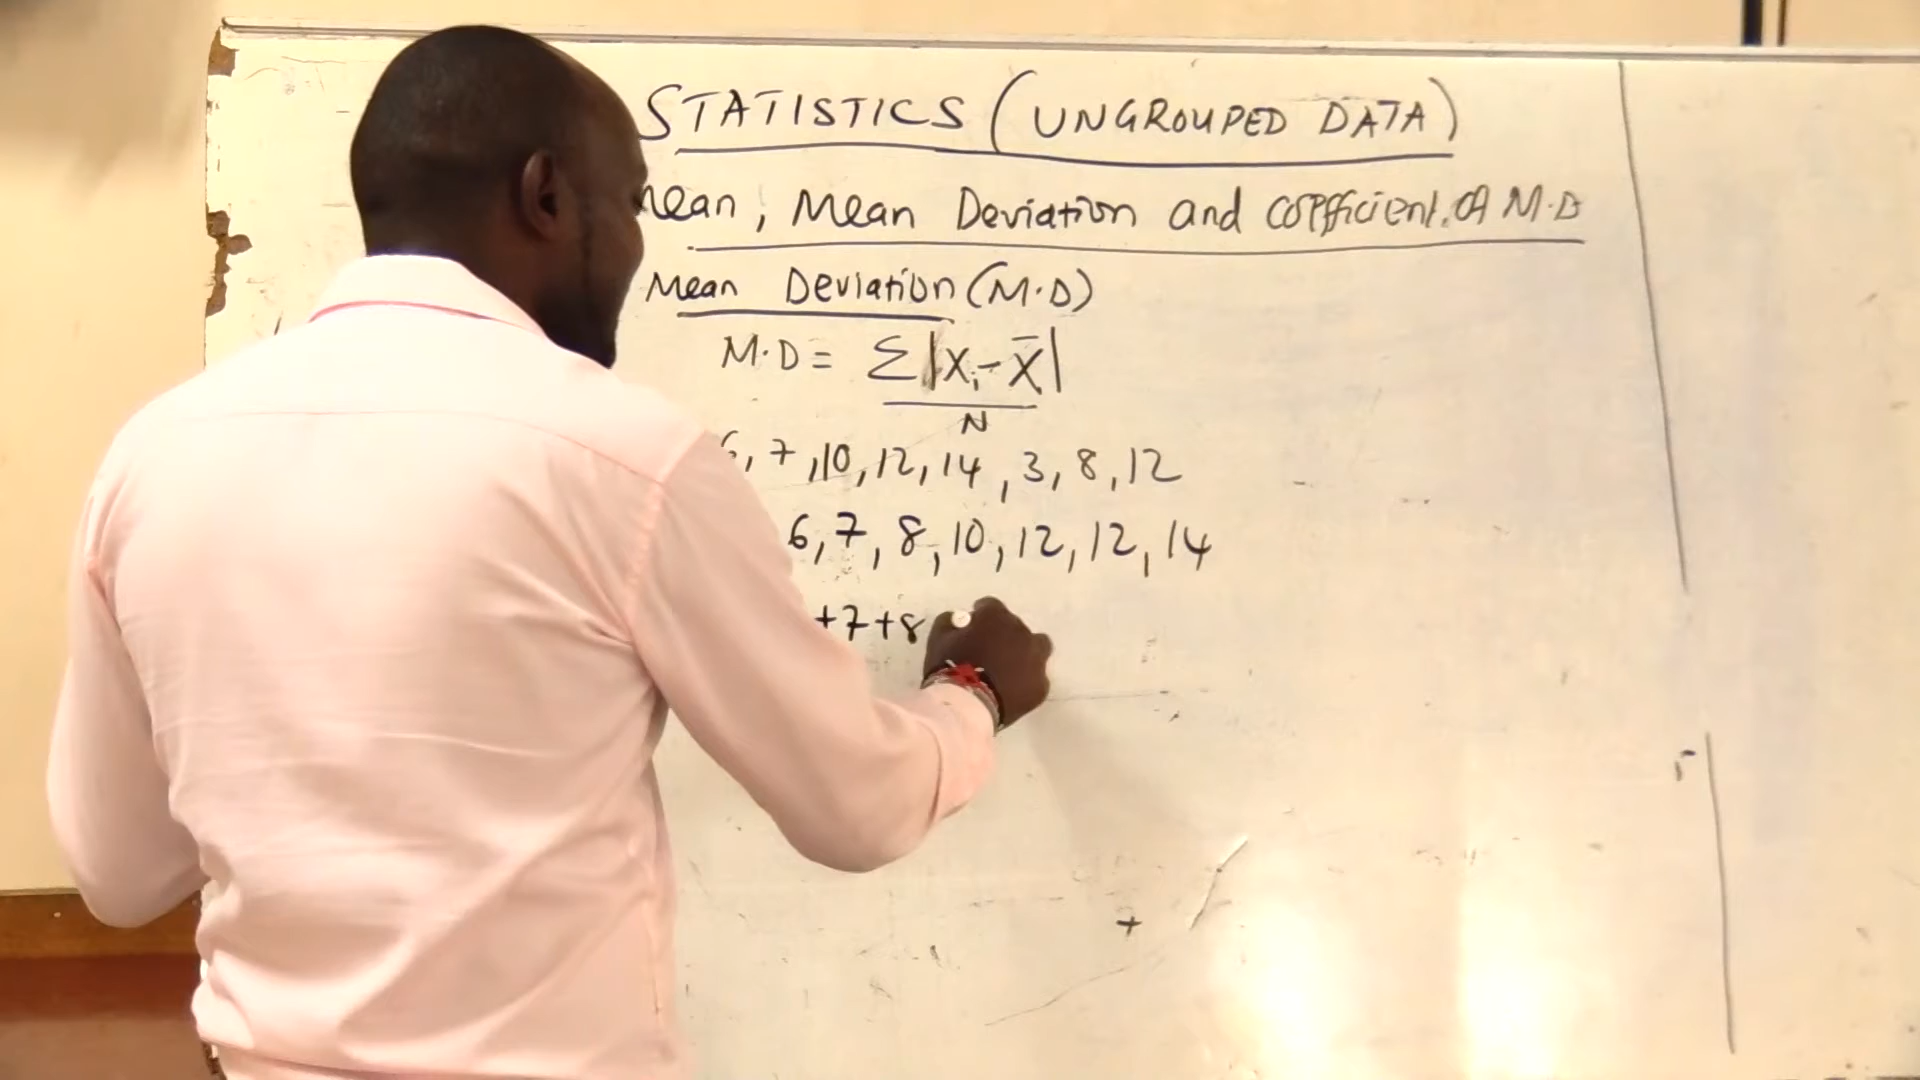 STATISTICS (UNGROUPED DATA)
mean, Mean Deviation and coefficient of M.D
Mean Deviation (M.D)
M.D = Σ|Xi - X̄|
N
6, 7, 10, 12, 14, 3, 8, 12
6, 7, 8, 10, 12, 12, 14
+7+8